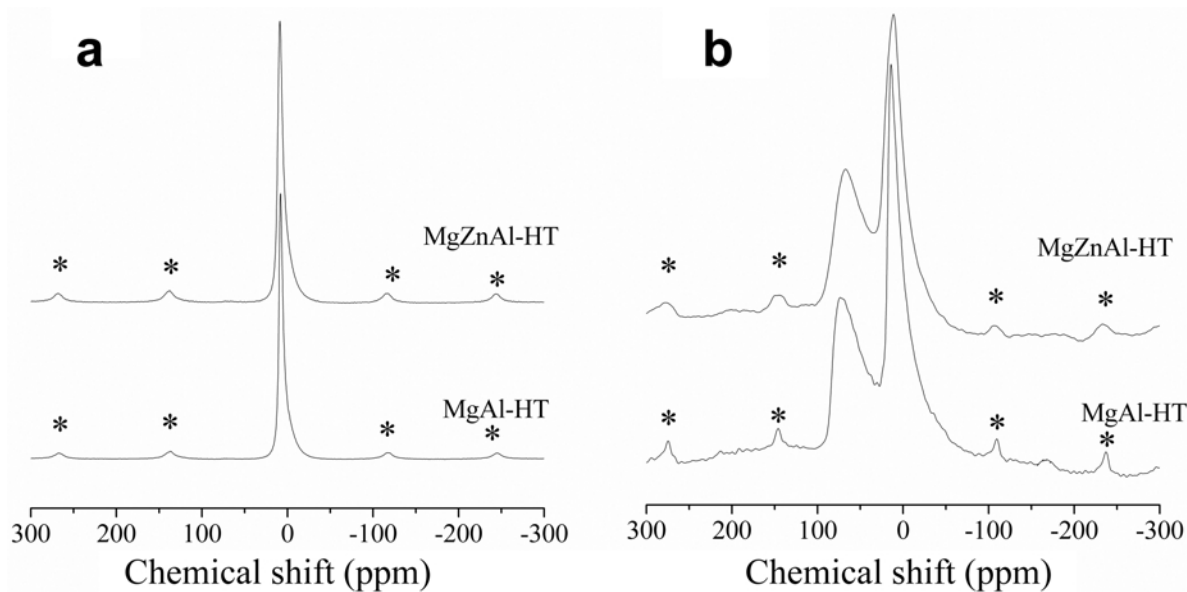 a
MgZnAl-HT
* * * *
MgAl-HT
* * * *
300 200 100 0 -100 -200 -300
Chemical shift (ppm)
b
MgZnAl-HT
* * * *
MgAl-HT
* * * *
300 200 100 0 -100 -200 -300
Chemical shift (ppm)